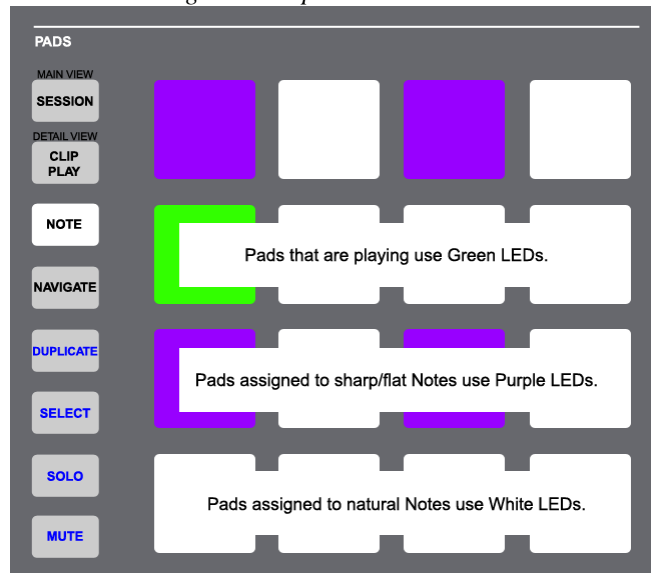 PADS
MAIN VIEW
SESSION
DETAIL VIEW
CLIP
PLAY
NOTE
Pads that are playing use Green LEDs.
NAVIGATE
DUPLICATE
Pads assigned to sharp/flat Notes use Purple LEDs.
SELECT
SOLO
Pads assigned to natural Notes use White LEDs.
MUTE